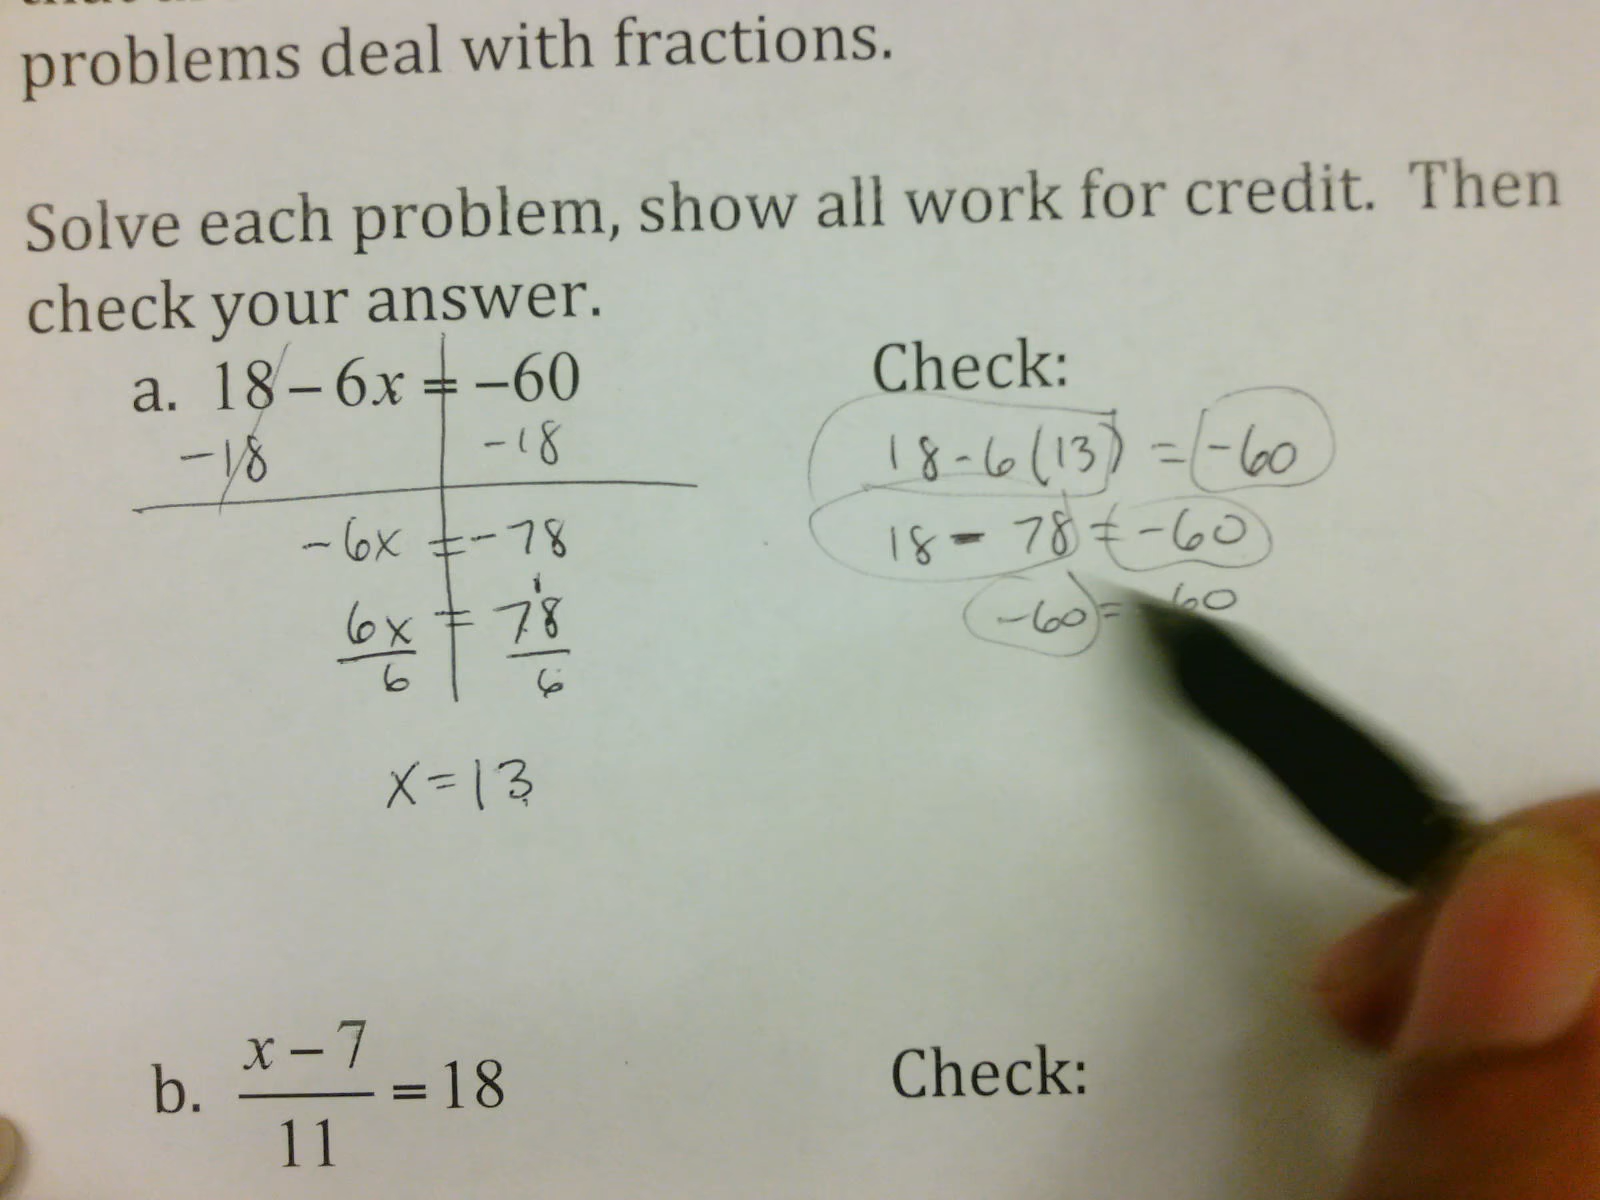 problems deal with fractions.
Solve each problem, show all work for credit. Then
check your answer.
a. 18 – 6x = –60
-18 -18
-6x = -78
6x/6 = 78/6
x = 13
Check:
18 - 6(13) = -60
18 - 78 = -60
-60 = 60
b. x – 7 / 11 = 18
Check: